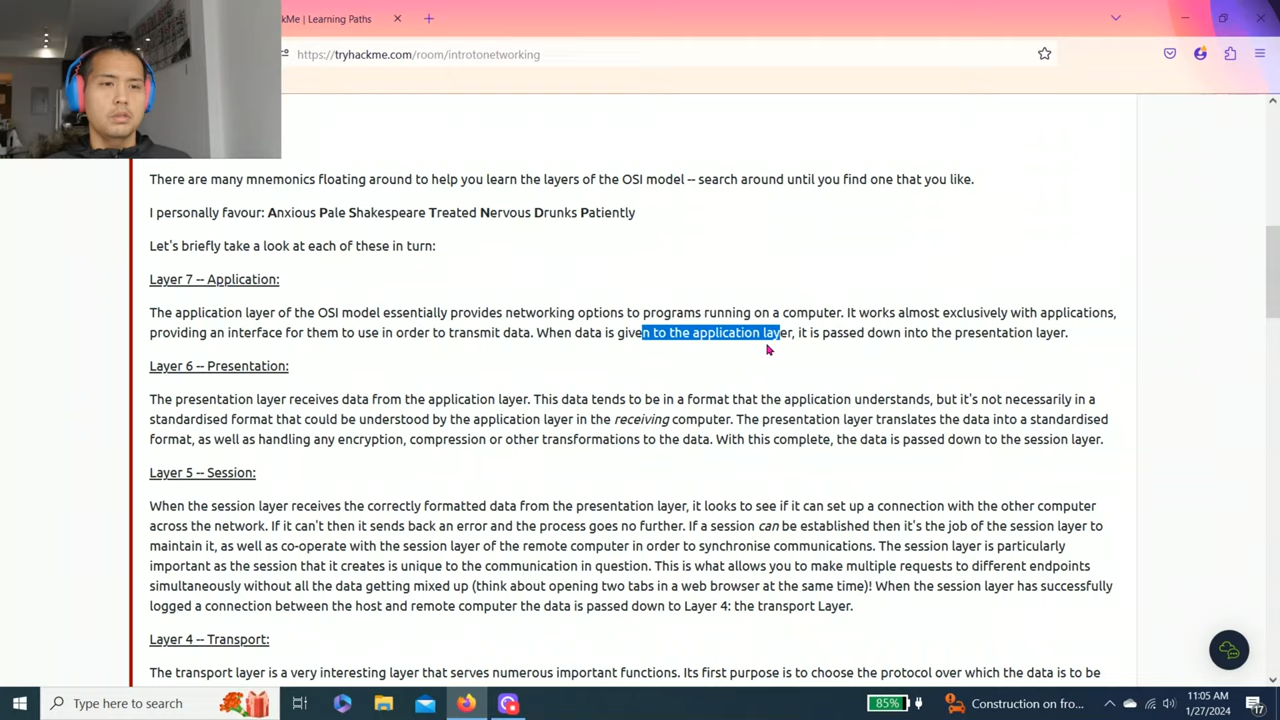 kMe | Learning Paths
https://tryhackme.com/room/introtonetworking
There are many mnemonics floating around to help you learn the layers of the OSI model -- search around until you find one that you like.
I personally favour: Anxious Pale Shakespeare Treated Nervous Drunks Patiently
Let's briefly take a look at each of these in turn:
Layer 7 -- Application:
The application layer of the OSI model essentially provides networking options to programs running on a computer. It works almost exclusively with applications,
providing an interface for them to use in order to transmit data. When data is given to the application layer, it is passed down into the presentation layer.
Layer 6 -- Presentation:
The presentation layer receives data from the application layer. This data tends to be in a format that the application understands, but it's not necessarily in a
standardised format that could be understood by the application layer in the receiving computer. The presentation layer translates the data into a standardised
format, as well as handling any encryption, compression or other transformations to the data. With this complete, the data is passed down to the session layer.
Layer 5 -- Session:
When the session layer receives the correctly formatted data from the presentation layer, it looks to see if it can set up a connection with the other computer
across the network. If it can't then it sends back an error and the process goes no further. If a session can be established then it's the job of the session layer to
maintain it, as well as co-operate with the session layer of the remote computer in order to synchronise communications. The session layer is particularly
important as the session that it creates is unique to the communication in question. This is what allows you to make multiple requests to different endpoints
simultaneously without all the data getting mixed up (think about opening two tabs in a web browser at the same time)! When the session layer has successfully
logged a connection between the host and remote computer the data is passed down to Layer 4: the transport Layer.
Layer 4 -- Transport:
The transport layer is a very interesting layer that serves numerous important functions. Its first purpose is to choose the protocol over which the data is to be
Type here to search
85%
Construction on fro...
11:05 AM
1/27/2024
17